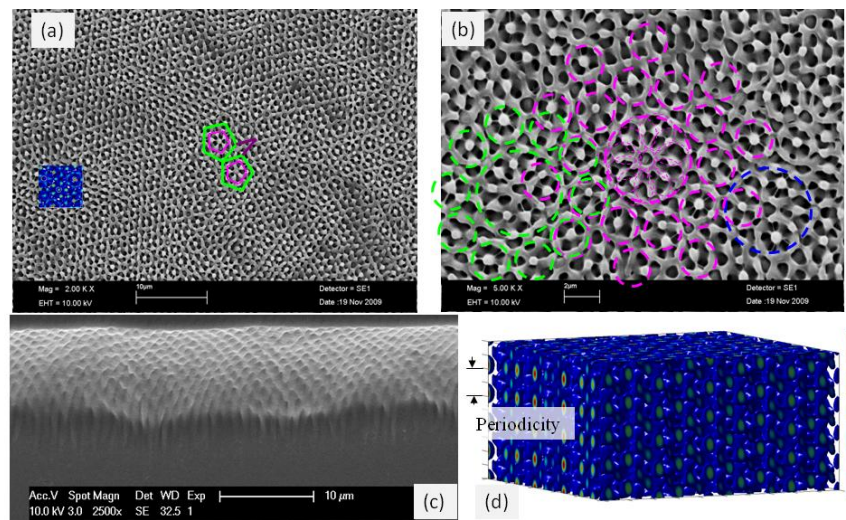 (a)
Mag = 2.00 K X
10µm
Detector = SE1
EHT = 10.00 kV
Date :19 Nov 2009
(b)
Mag = 5.00 K X
2µm
Detector = SE1
EHT = 10.00 kV
Date :19 Nov 2009
Acc.V Spot Magn Det WD Exp
10.0 kV 3.0 2500x SE 32.5 1
10 µm
(c)
Periodicity
(d)